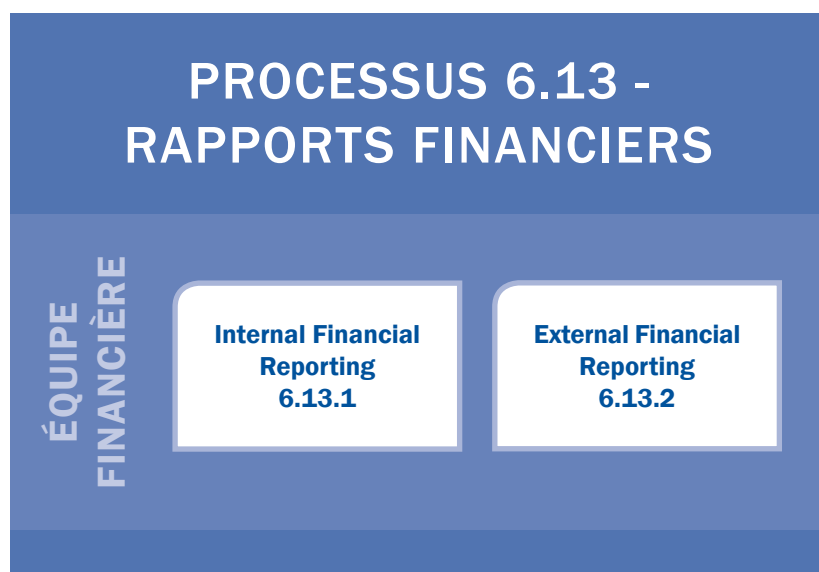 PROCESSUS 6.13 -
RAPPORTS FINANCIERS
ÉQUIPE
FINANCIÈRE
Internal Financial
Reporting
6.13.1
External Financial
Reporting
6.13.2